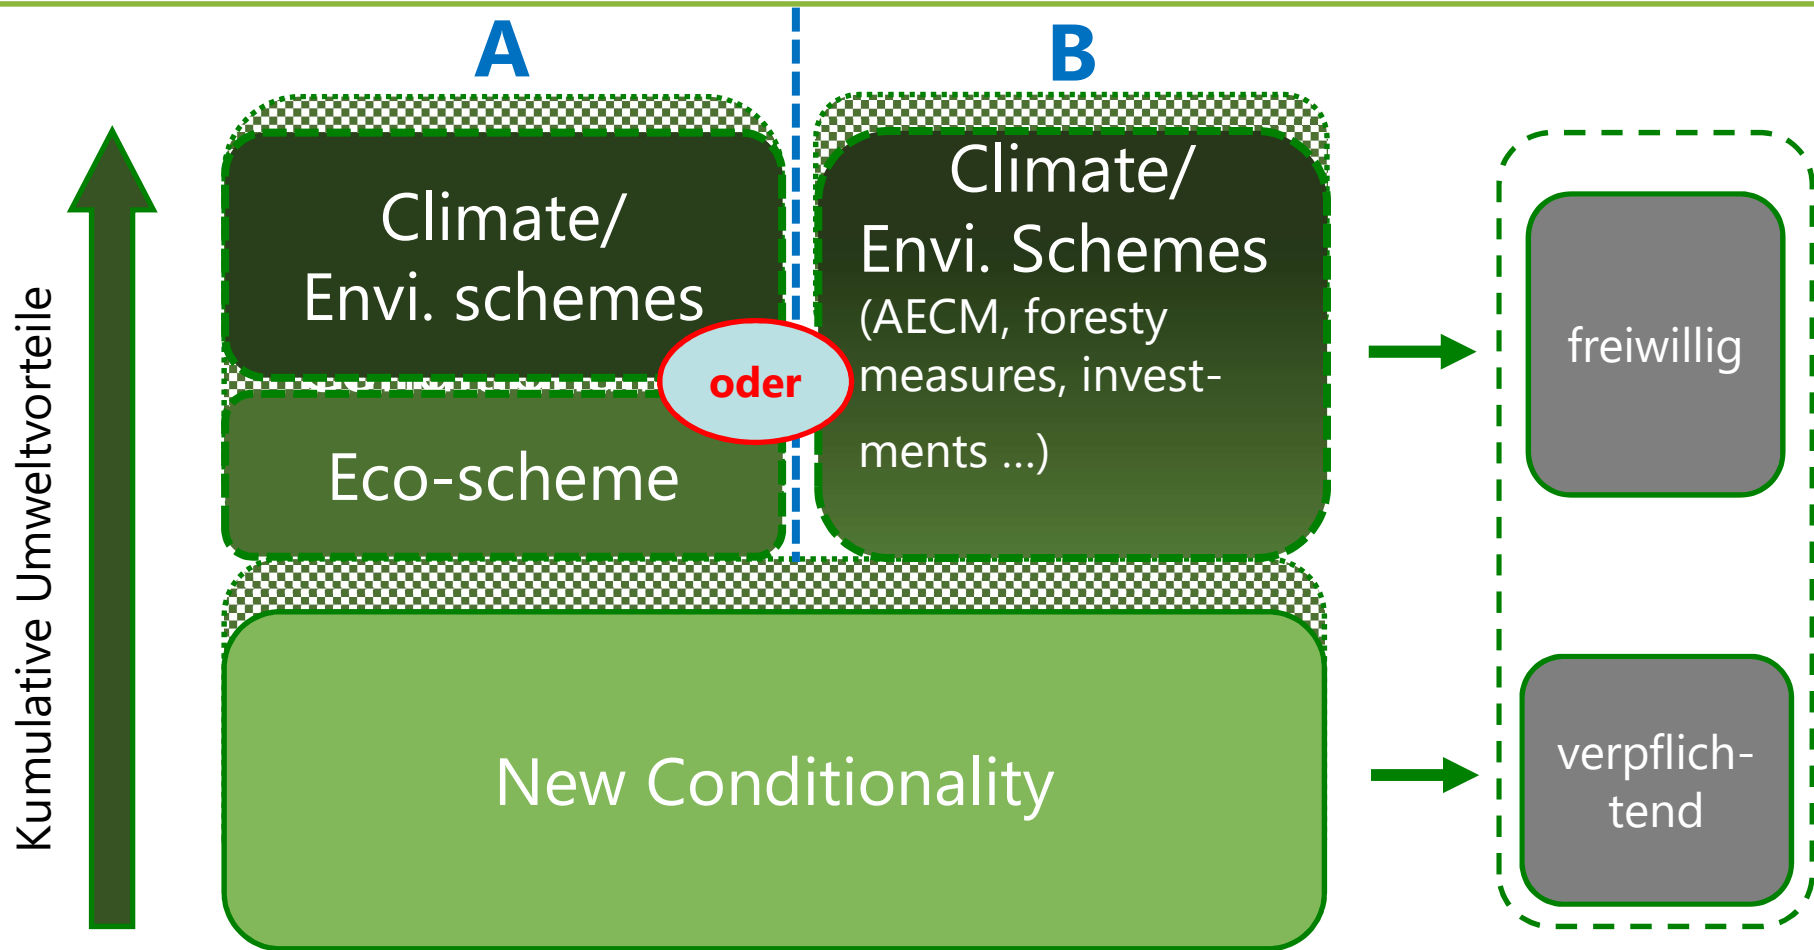 A
B
Kumulative Umweltvorteile
Climate/
Envi. schemes
Eco-scheme
oder
Climate/
Envi. Schemes
(AECM, foresty
measures, invest-
ments ...)
New Conditionality
freiwillig
verpflich-
tend